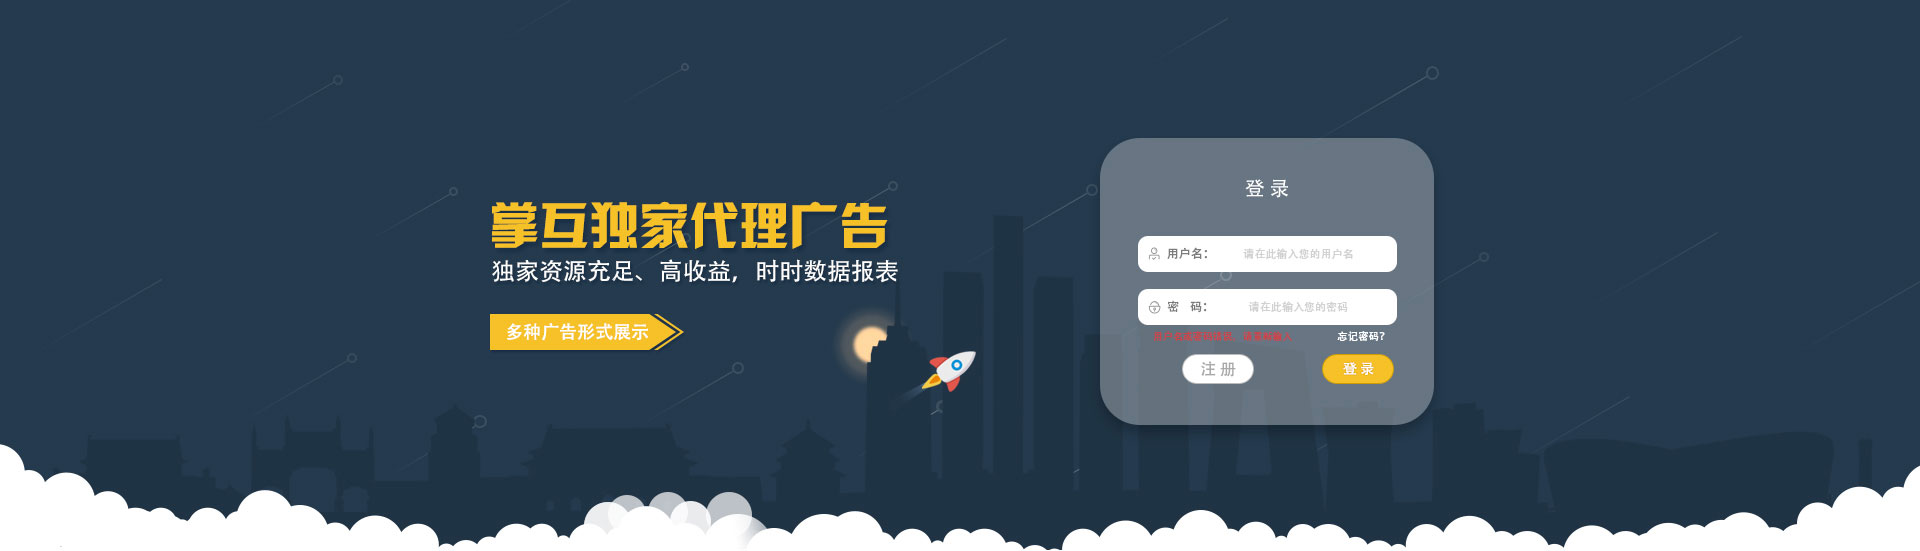 掌互独家代理广告
独家资源充足、高收益，时时数据报表
多种广告形式展示
登 录
用户名：
请在此输入您的用户名
密 码：
请在此输入您的密码
忘记密码？
注 册
登 录